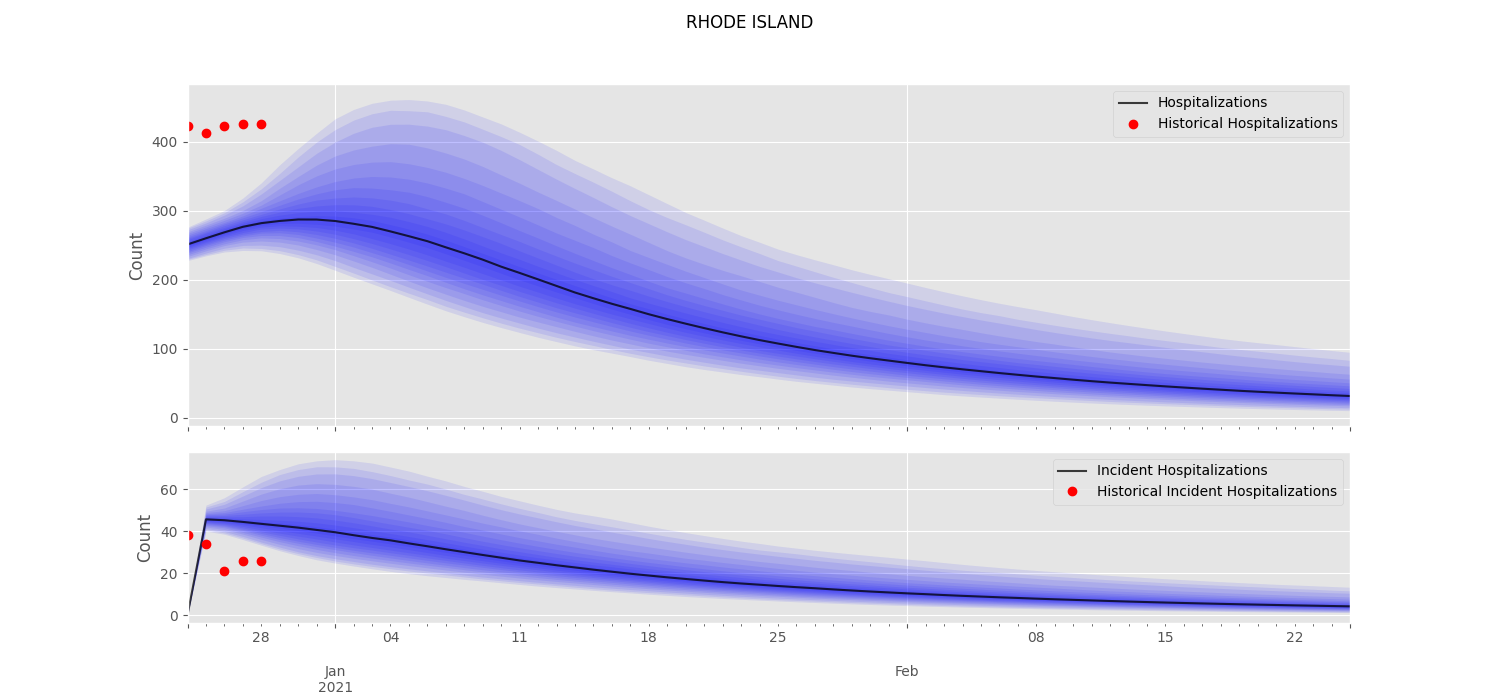 RHODE ISLAND
Hospitalizations
Historical Hospitalizations
Count
400
300
200
100
0
Incident Hospitalizations
Historical Incident Hospitalizations
Count
60
40
20
0
28 04 11 18 25 08 15 22
Jan Feb
2021